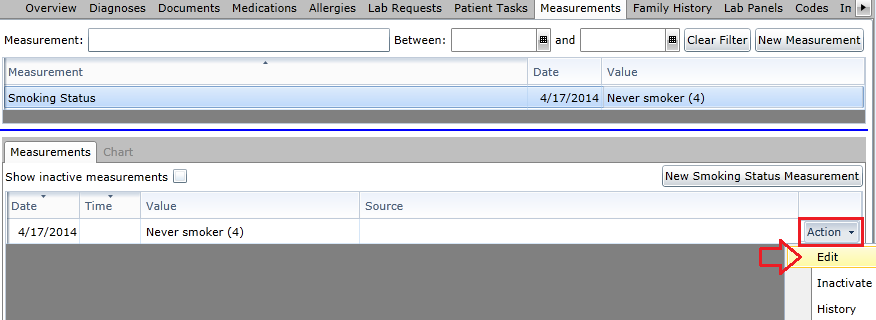 Overview Diagnoses Documents Medications Allergies Lab Requests Patient Tasks Measurements Family History Lab Panels Codes In
Measurement: Between: and Clear Filter New Measurement
Measurement Date Value
Smoking Status 4/17/2014 Never smoker (4)
Measurements Chart
Show inactive measurements New Smoking Status Measurement
Date Time Value Source
4/17/2014 Never smoker (4) Action
Edit
Inactivate
History